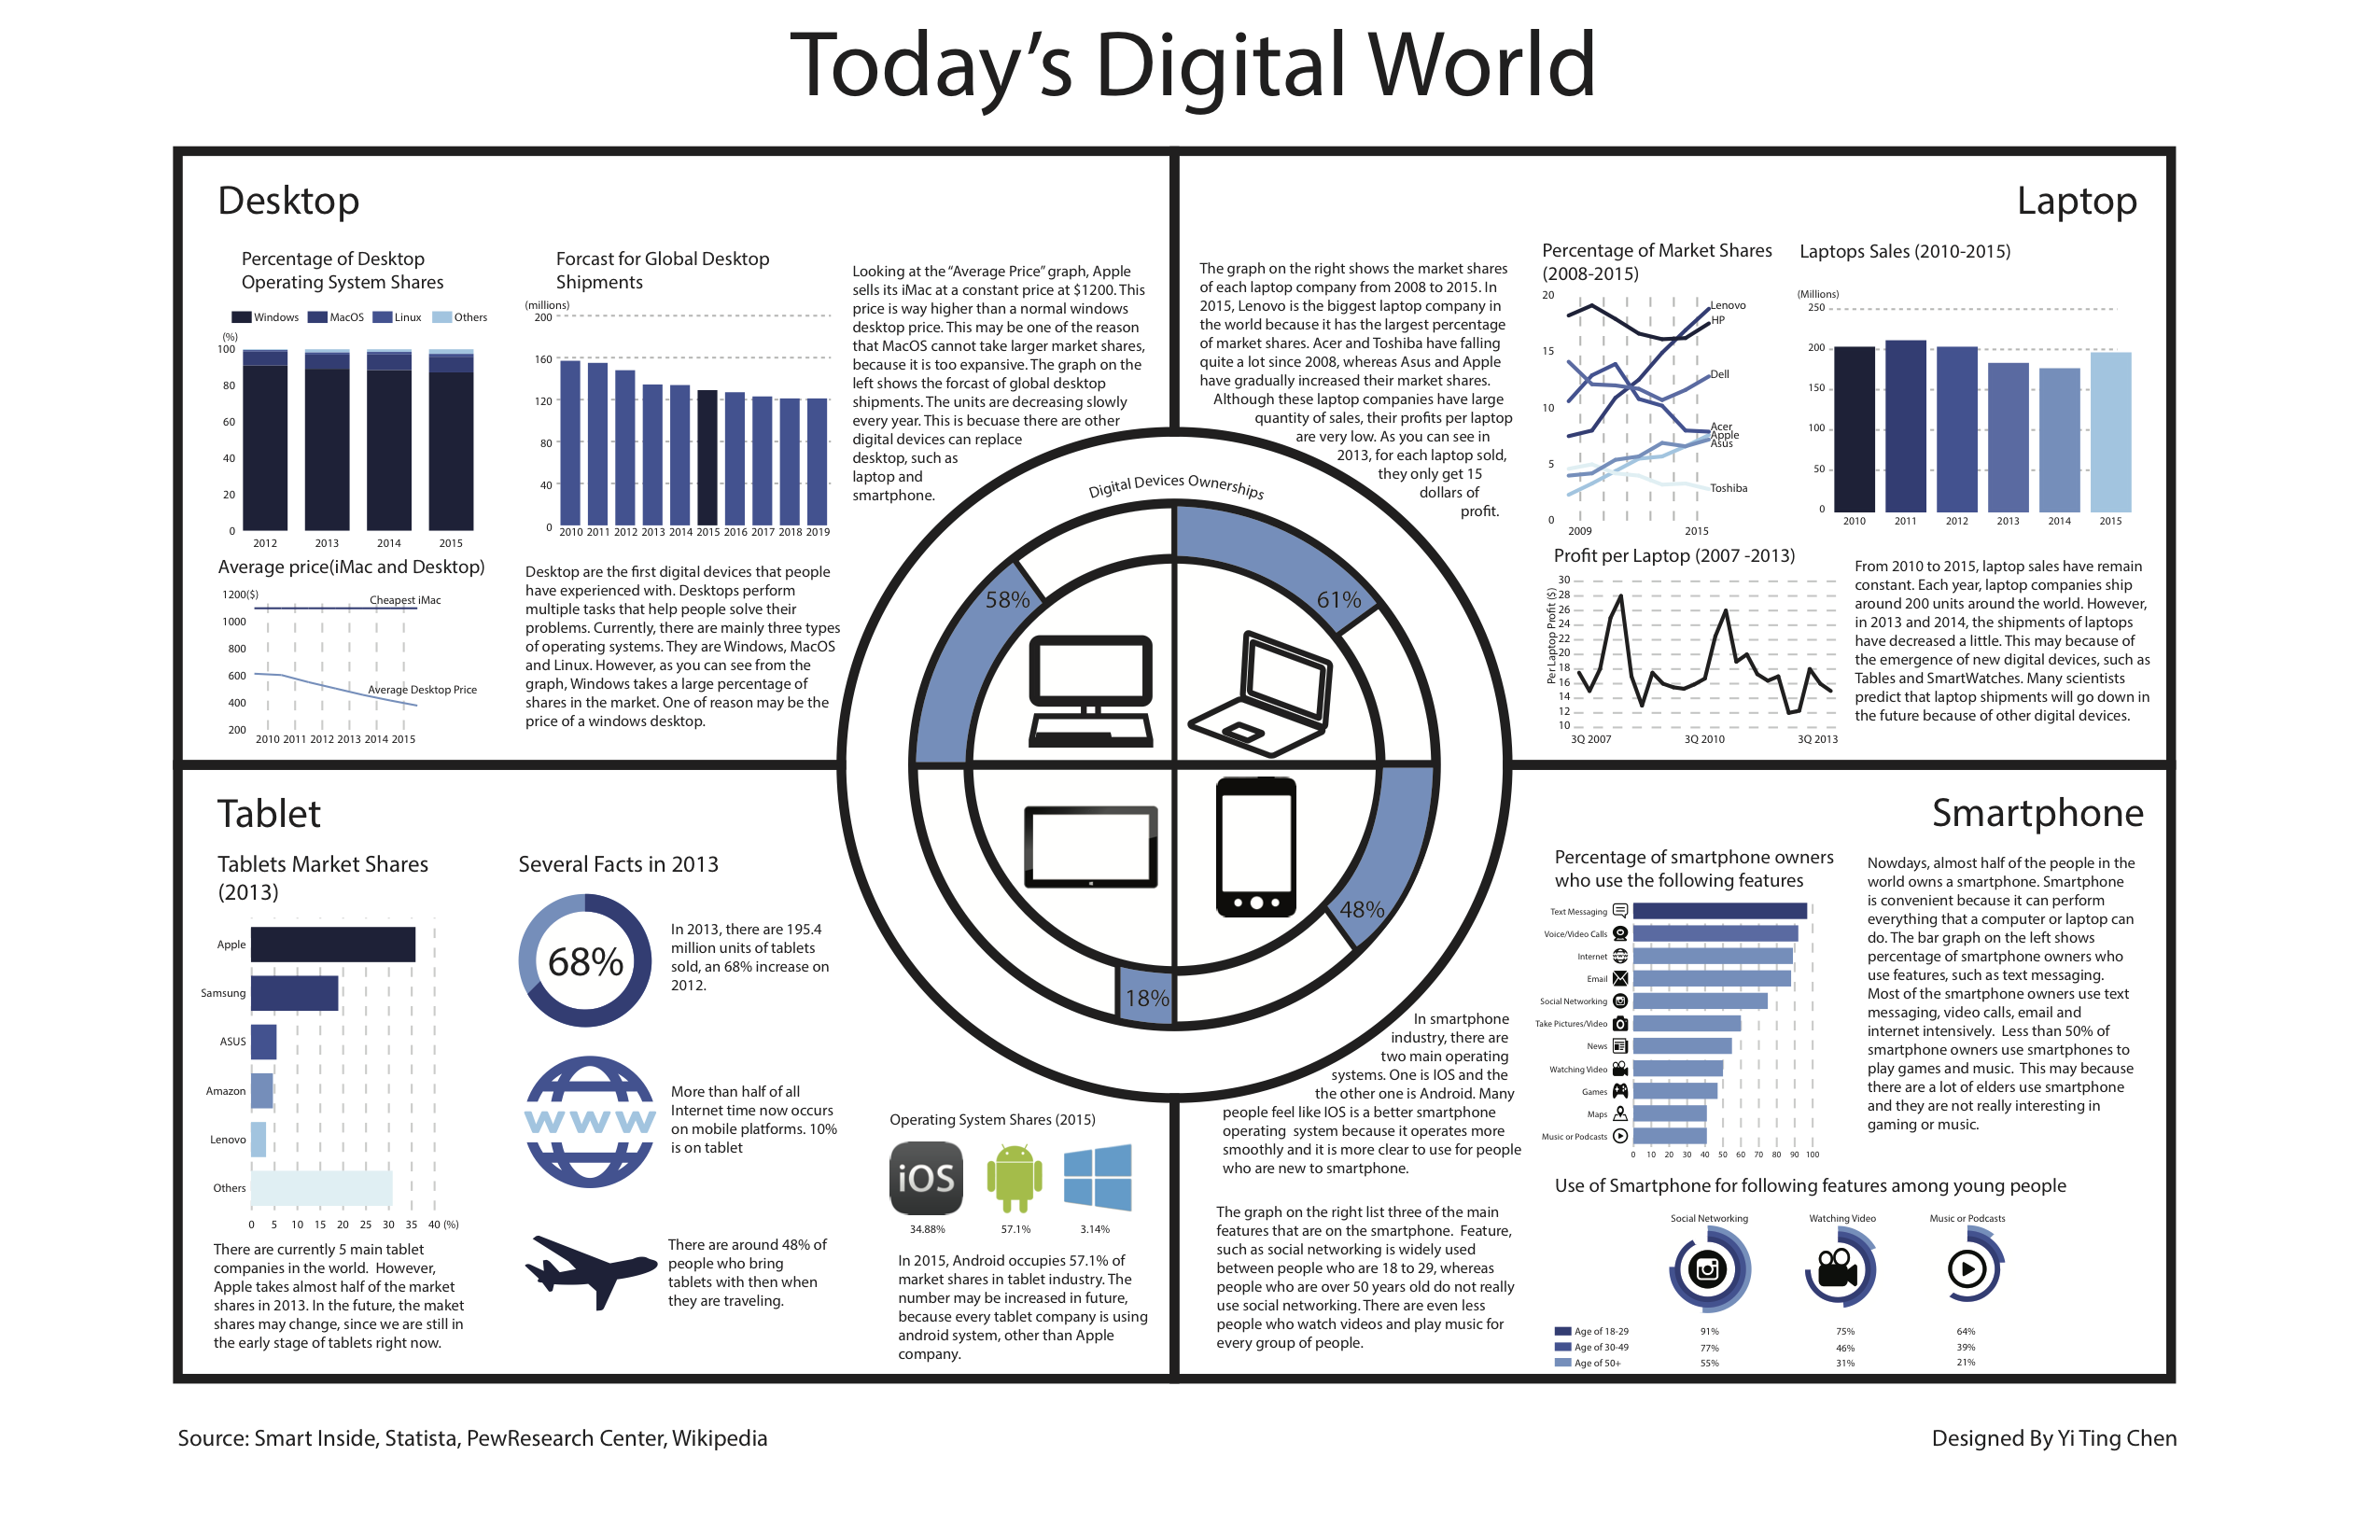 Today's Digital World
Desktop
Percentage of Desktop
Operating System Shares
Windows MacOS Linux Others
(%)
100
80
60
40
20
0
2012 2013 2014 2015
Forcast for Global Desktop
Shipments
(millions)
200
160
120
80
40
0
2010 2011 2012 2013 2014 2015 2016 2017 2018 2019
Looking at the “Average Price” graph, Apple
sells its iMac at a constant price at $1200. This
price is way higher than a normal windows
desktop price. This may be one of the reason
that MacOS cannot take larger market shares,
because it is too expensive. The graph on the
left shows the forcast of global desktop
shipments. The units are decreasing slowly
every year. This is becuase there are other
digital devices can replace
desktop, such as
laptop and
smartphone.
Average price(iMac and Desktop)
1200($)
1000
800
600
400
200
Cheapest iMac
Average Desktop Price
2010 2011 2012 2013 2014 2015
Desktop are the first digital devices that people
have experienced with. Desktops perform
multiple tasks that help people solve their
problems. Currently, there are mainly three types
of operating systems. They are Windows, MacOS
and Linux. However, as you can see from the
graph, Windows takes a large percentage of
shares in the market. One of reason may be the
price of a windows desktop.
Laptop
The graph on the right shows the market shares
of each laptop company from 2008 to 2015. In
2015, Lenovo is the biggest laptop company in
the world because it has the largest percentage
of market shares. Acer and Toshiba have falling
quite a lot since 2008, whereas Asus and Apple
have gradually increased their market shares.
Although these laptop companies have large
quantity of sales, their profits per laptop
are very low. As you can see in
2013, for each laptop sold,
they only get 15
dollars of
profit.
Percentage of Market Shares
(2008-2015)
20
15
10
5
0
Lenovo
HP
Dell
Acer
Apple
Asus
Toshiba
2009 2015
Laptops Sales (2010-2015)
(Millions)
250
200
150
100
50
0
2010 2011 2012 2013 2014 2015
Profit per Laptop (2007 -2013)
Per Laptop Profit ($)
30
28
26
24
22
20
18
16
14
12
10
3Q 2007 3Q 2010 3Q 2013
From 2010 to 2015, laptop sales have remain
constant. Each year, laptop companies ship
around 200 units around the world. However,
in 2013 and 2014, the shipments of laptops
have decreased a little. This may because of
the emergence of new digital devices, such as
Tables and SmartWatches. Many scientists
predict that laptop shipments will go down in
the future because of other digital devices.
Digital Devices Ownerships
58%
61%
48%
18%
Tablet
Tablets Market Shares
(2013)
Apple
Samsung
ASUS
Amazon
Lenovo
Others
0 5 10 15 20 25 30 35 40 (%)
There are currently 5 main tablet
companies in the world. However,
Apple takes almost half of the market
shares in 2013. In the future, the maket
shares may change, since we are still in
the early stage of tablets right now.
Several Facts in 2013
68%
In 2013, there are 195.4
million units of tablets
sold, an 68% increase on
2012.
www
More than half of all
Internet time now occurs
on mobile platforms. 10%
is on tablet
There are around 48% of
people who bring
tablets with then when
they are traveling.
Operating System Shares (2015)
iOS
34.88% 57.1% 3.14%
In 2015, Android occupies 57.1% of
market shares in tablet industry. The
number may be increased in future,
because every tablet company is using
android system, other than Apple
company.
Smartphone
In smartphone
industry, there are
two main operating
systems. One is IOS and the
the other one is Android. Many
people feel like IOS is a better smartphone
operating system because it operates more
smoothly and it is more clear to use for people
who are new to smartphone.
The graph on the right list three of the main
features that are on the smartphone. Feature,
such as social networking is widely used
between people who are 18 to 29, whereas
people who are over 50 years old do not really
use social networking. There are even less
people who watch videos and play music for
every group of people.
Percentage of smartphone owners
who use the following features
Text Messaging
Voice/Video Calls
Internet
Email
Social Networking
Take Pictures/Video
News
Watching Video
Games
Maps
Music or Podcasts
0 10 20 30 40 50 60 70 80 90 100
Nowdays, almost half of the people in the
world owns a smartphone. Smartphone
is convenient because it can perform
everything that a computer or laptop can
do. The bar graph on the left shows
percentage of smartphone owners who
use features, such as text messaging.
Most of the smartphone owners use text
messaging, video calls, email and
internet intensively. Less than 50% of
smartphone owners use smartphones to
play games and music. This may because
there are a lot of elders use smartphone
and they are not really interesting in
gaming or music.
Use of Smartphone for following features among young people
Social Networking Watching Video Music or Podcasts
Age of 18-29 91% 75% 64%
Age of 30-49 77% 46% 39%
Age of 50+ 55% 31% 21%
Source: Smart Inside, Statista, PewResearch Center, Wikipedia
Designed By Yi Ting Chen